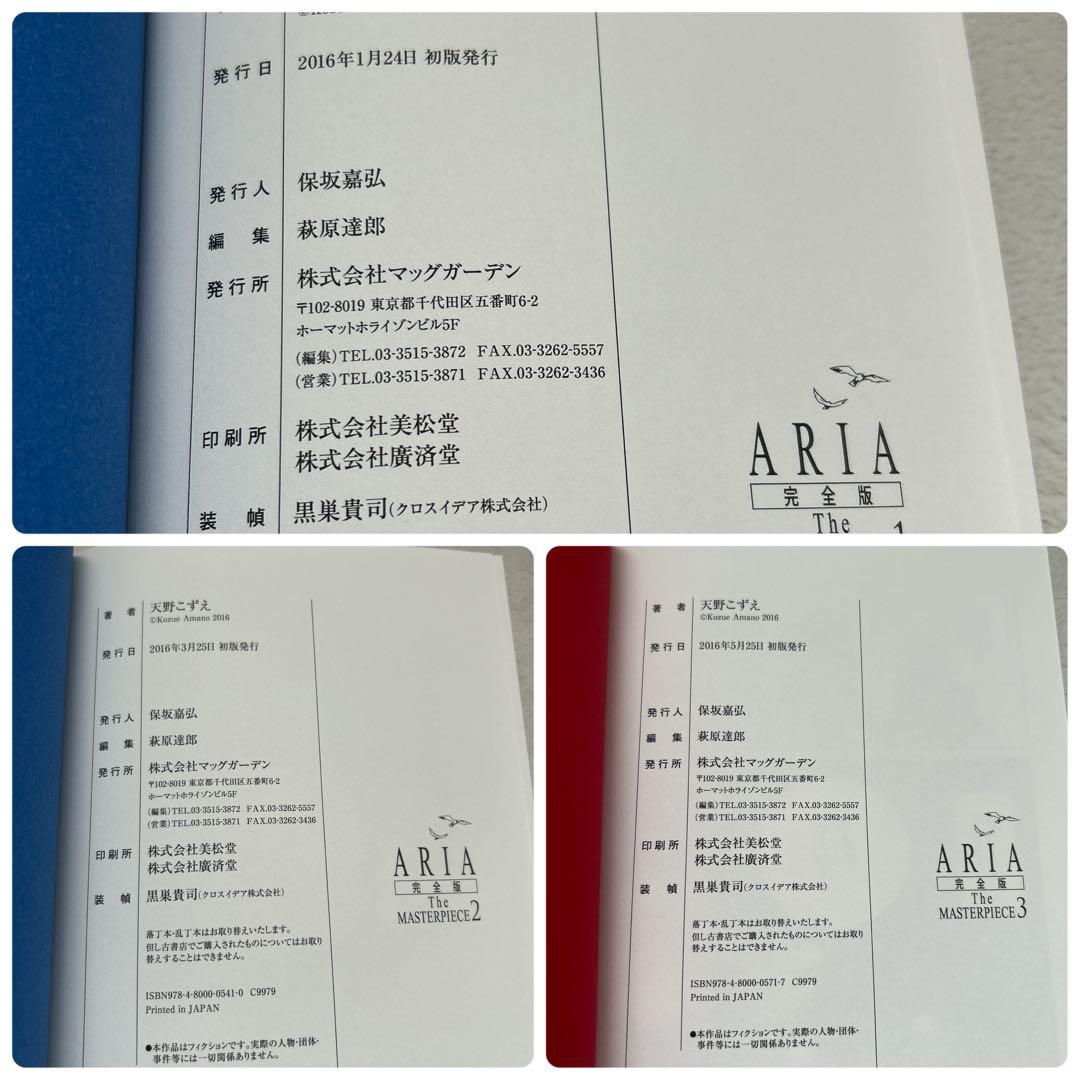 発行日 2016年1月24日 初版発行
発行人 保坂嘉弘
編集 萩原達郎
発行所 株式会社マッグガーデン
〒102-8019 東京都千代田区五番町6-2
ホーマットホライゾンビル5F
(編集)TEL.03-3515-3872 FAX.03-3262-5557
(営業)TEL.03-3515-3871 FAX.03-3262-3436
印刷所 株式会社美松堂
株式会社廣済堂
装幀 黒巣貴司(クロスイデア株式会社)
ARIA
完全版
The
著者 天野こずえ
©Kozue Amano 2016
発行日 2016年3月25日 初版発行
発行人 保坂嘉弘
編集 萩原達郎
発行所 株式会社マッグガーデン
〒102-8019 東京都千代田区五番町6-2
ホーマットホライゾンビル5F
(編集)TEL.03-3515-3872 FAX.03-3262-5557
(営業)TEL.03-3515-3871 FAX.03-3262-3436
印刷所 株式会社美松堂
株式会社廣済堂
装幀 黒巣貴司(クロスイデア株式会社)
落丁本・乱丁本はお取り替えいたします。
但し古書店でご購入されたものについてはお取り
替えすることはできません。
ISBN978-4-8000-0541-0 C9979
Printed in JAPAN
●本作品はフィクションです。実際の人物・団体・
事件等には一切関係ありません。
ARIA
完全版
The
MASTERPIECE 2
著者 天野こずえ
©Kozue Amano 2016
発行日 2016年5月25日 初版発行
発行人 保坂嘉弘
編集 萩原達郎
発行所 株式会社マッグガーデン
〒102-8019 東京都千代田区五番町6-2
ホーマットホライゾンビル5F
(編集)TEL.03-3515-3872 FAX.03-3262-5557
(営業)TEL.03-3515-3871 FAX.03-3262-3436
印刷所 株式会社美松堂
株式会社廣済堂
装幀 黒巣貴司(クロスイデア株式会社)
落丁本・乱丁本はお取り替えいたします。
但し古書店でご購入されたものについてはお取り
替えすることはできません。
ISBN978-4-8000-0571-7 C9979
Printed in JAPAN
●本作品はフィクションです。実際の人物・団体・
事件等には一切関係ありません。
ARIA
完全版
The
MASTERPIECE 3